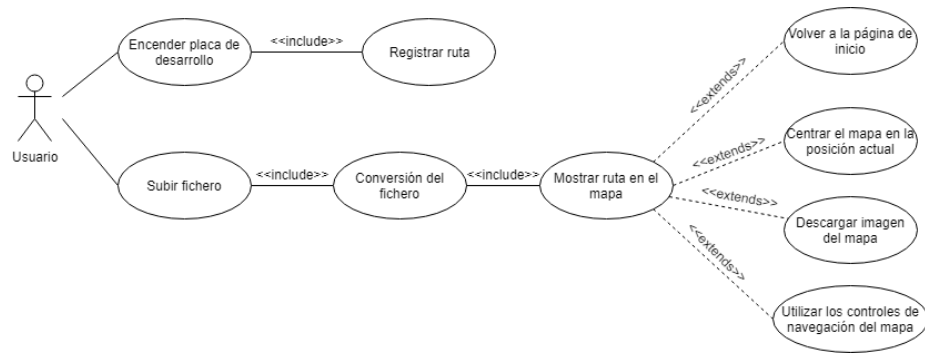 Encender placa de
desarrollo
<<include>>
Registrar ruta
Usuario
Subir fichero
<<include>>
Conversión del
fichero
<<include>>
Mostrar ruta en el
mapa
<<extends>>
Volver a la página de
inicio
<<extends>>
Centrar el mapa en la
posición actual
<<extends>>
Descargar imagen
del mapa
<<extends>>
Utilizar los controles de
navegación del mapa